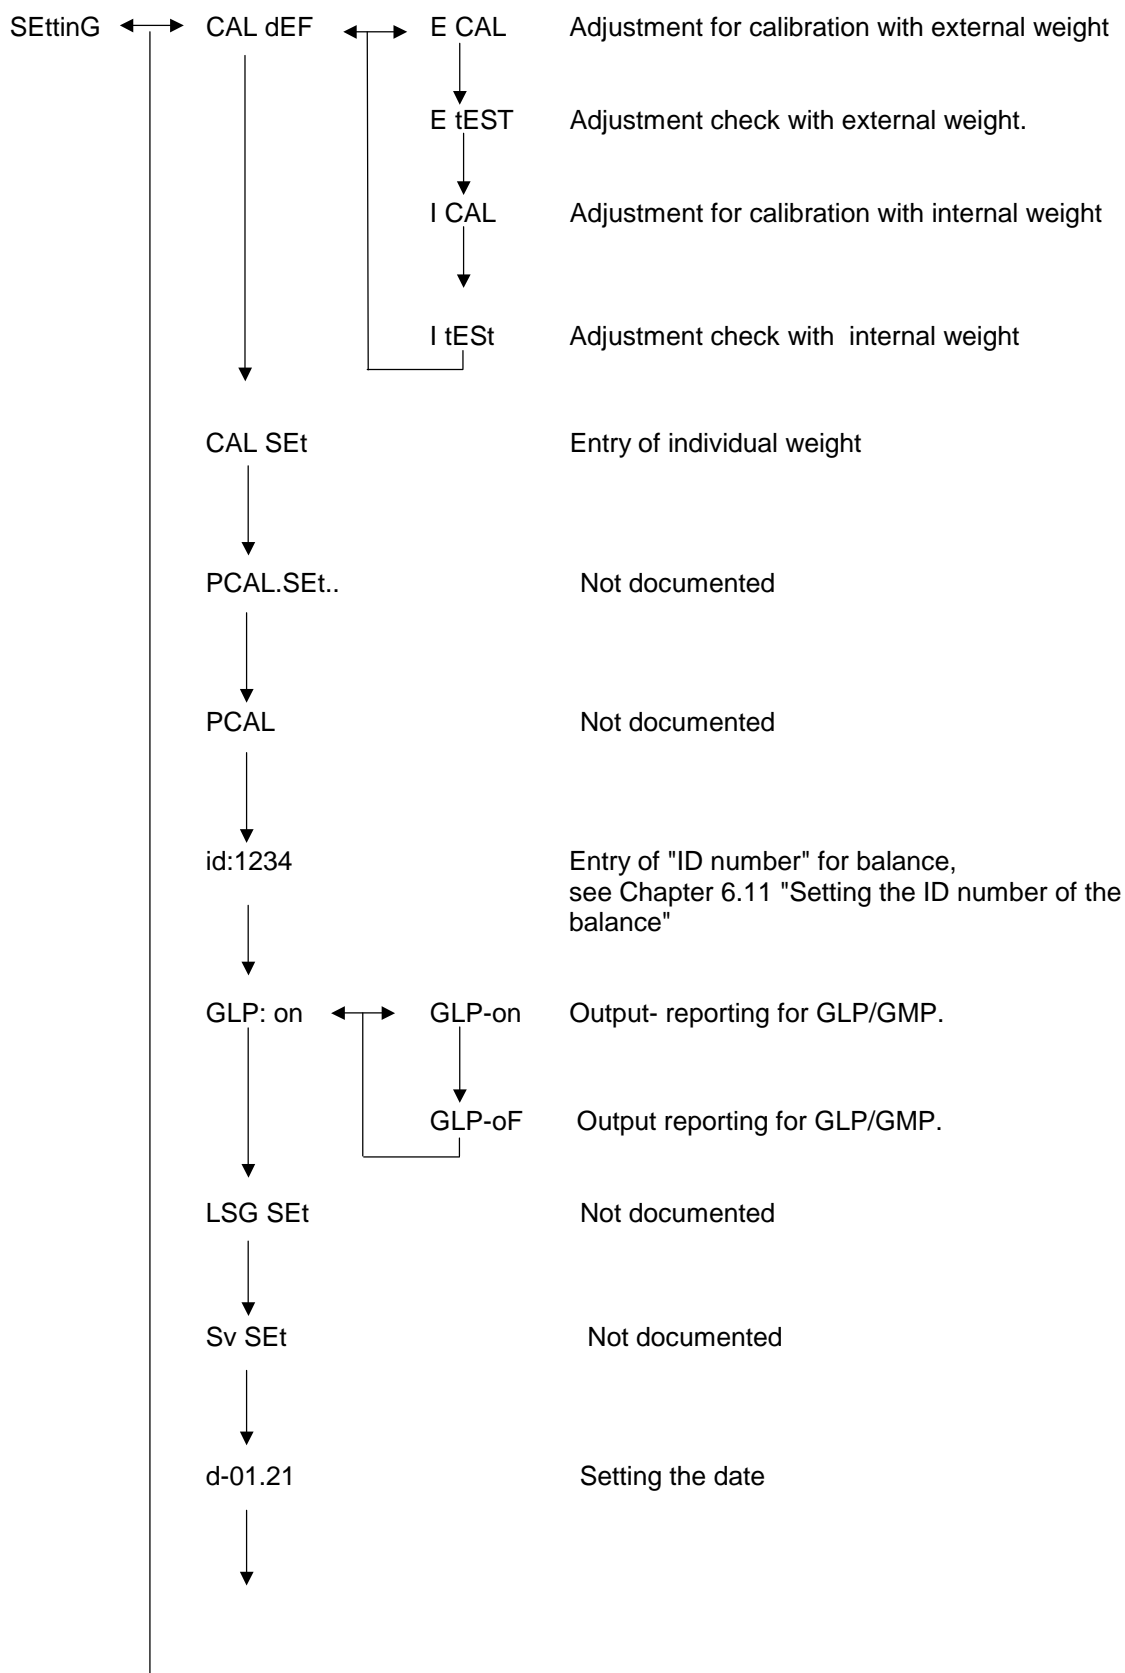 SEttinG CAL dEF E CAL Adjustment for calibration with external weight
E tEST Adjustment check with external weight.
I CAL Adjustment for calibration with internal weight
I tESt Adjustment check with  internal weight
CAL SEt Entry of individual weight
PCAL.SEt.. Not documented
PCAL Not documented
id:1234 Entry of "ID number" for balance,
see Chapter 6.11 "Setting the ID number of the
balance"
GLP: on GLP-on Output- reporting for GLP/GMP.
GLP-oF Output reporting for GLP/GMP.
LSG SEt Not documented
Sv SEt Not documented
d-01.21 Setting the date